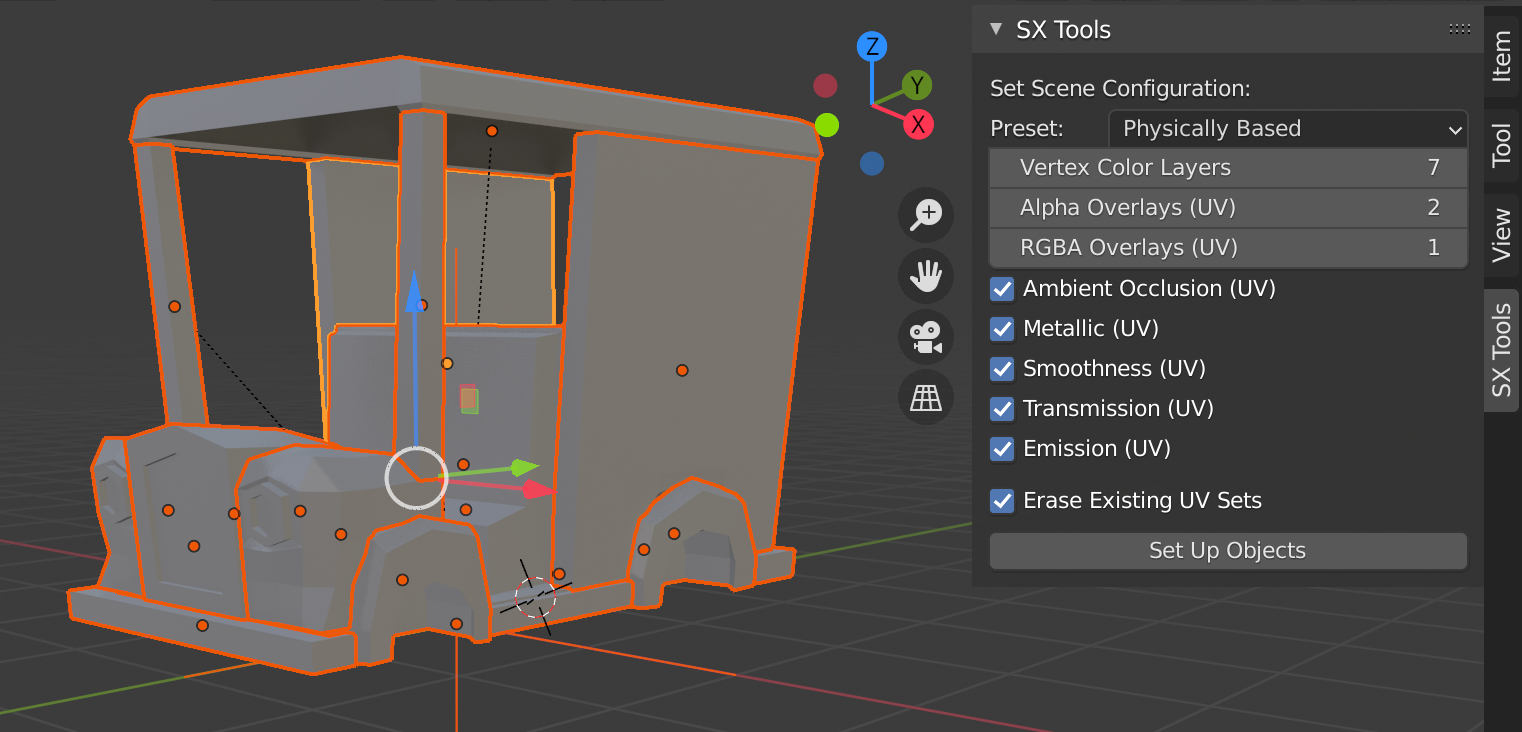 SX Tools
Set Scene Configuration:
Preset: Physically Based
Vertex Color Layers 7
Alpha Overlays (UV) 2
RGBA Overlays (UV) 1
Ambient Occlusion (UV)
Metallic (UV)
Smoothness (UV)
Transmission (UV)
Emission (UV)
Erase Existing UV Sets
Set Up Objects
Item
Tool
View
SX Tools
Z
Y
X